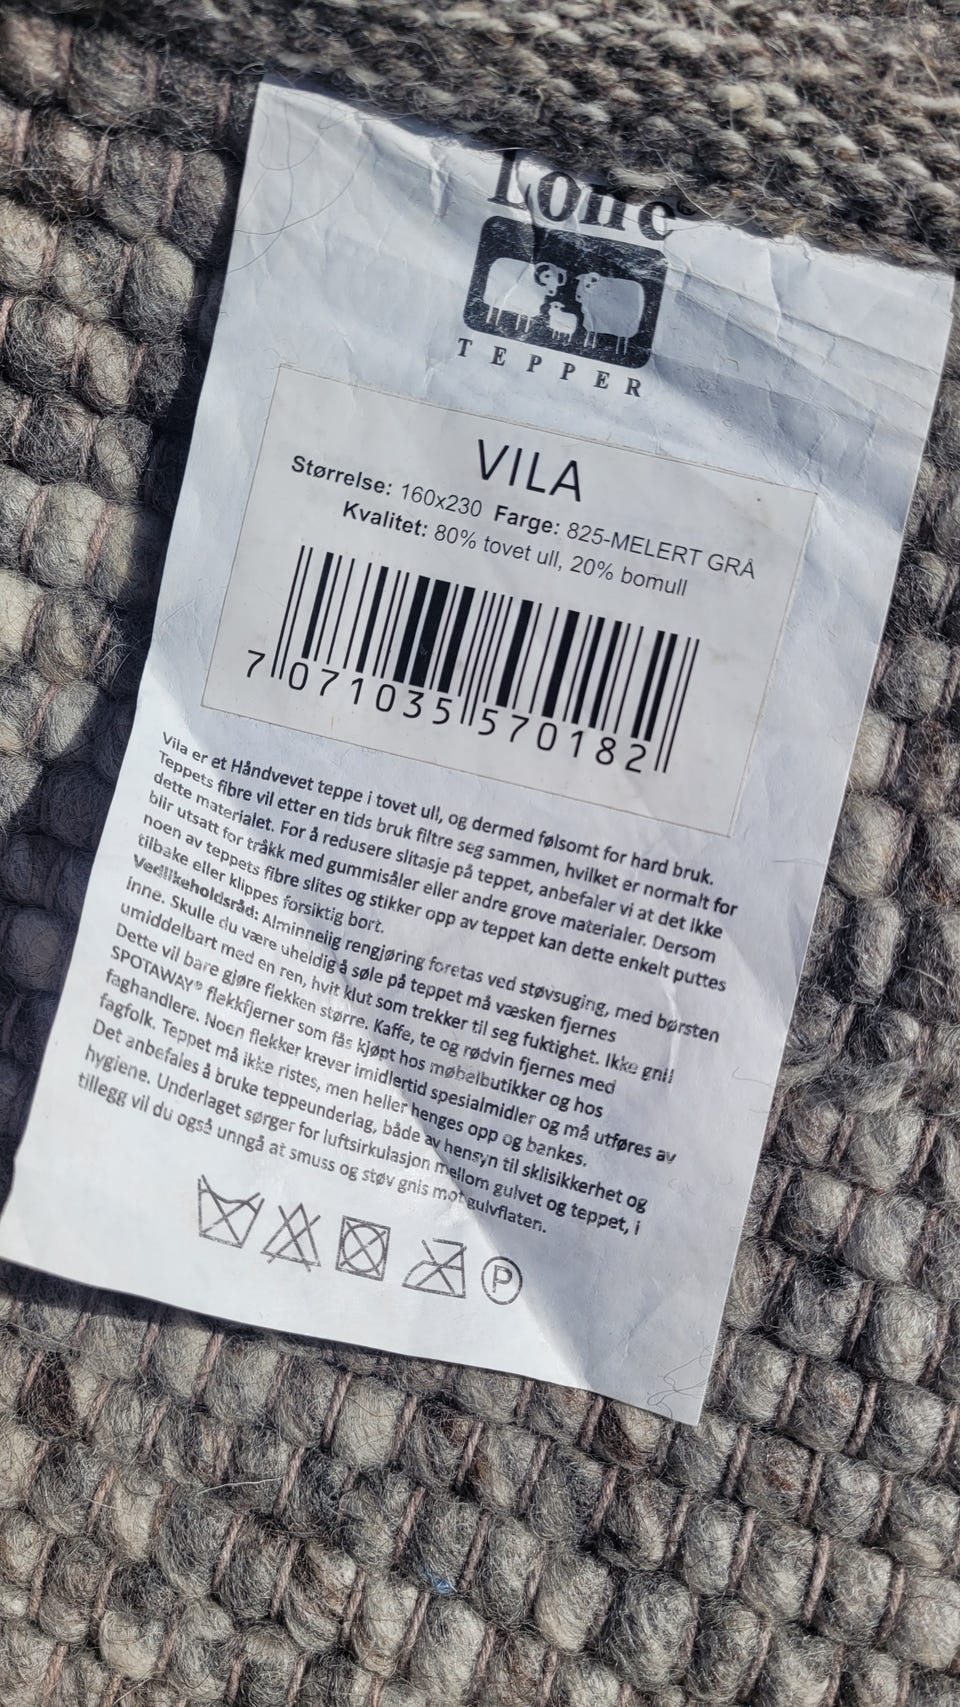 TEPPER
VILA
Størrelse: 160x230 Farge: 825-MELERT GRÅ
Kvalitet: 80% tovet ull, 20% bomull
7 071035 570182
Vila er et Håndvevet teppe i tovet ull, og dermed følsomt for hard bruk.
Teppets fibre vil etter en tids bruk filtre seg sammen, hvilket er normalt for
dette materialet. For å redusere slitasje på teppet, anbefaler vi at det ikke
blir utsatt for tråkk med gummisåler eller andre grove materialer. Dersom
noen av teppets fibre slites og stikker opp av teppet kan dette enkelt puttes
tilbake eller klippes forsiktig bort.
Vedlikeholdsråd: Alminnelig rengjøring foretas ved støvsuging, med børsten
inne. Skulle du være uheldig å søle på teppet må væsken fjernes
umiddelbart med en ren, hvit klut som trekker til seg fuktighet. Ikke gni!
Dette vil bare gjøre flekken større. Kaffe, te og rødvin fjernes med
SPOTAWAY® flekkfjerner som fås kjøpt hos møbelbutikker og hos
faghandlere. Noen flekker krever imidlertid spesialmidler og må utføres av
fagfolk. Teppet må ikke ristes, men heller henges opp og bankes.
Det anbefales å bruke teppeunderlag, både av hensyn til sklisikkerhet og
hygiene. Underlaget sørger for luftsirkulasjon mellom gulvet og teppet, i
tillegg vil du også unngå at smuss og støv gnis mot gulvflaten.
P